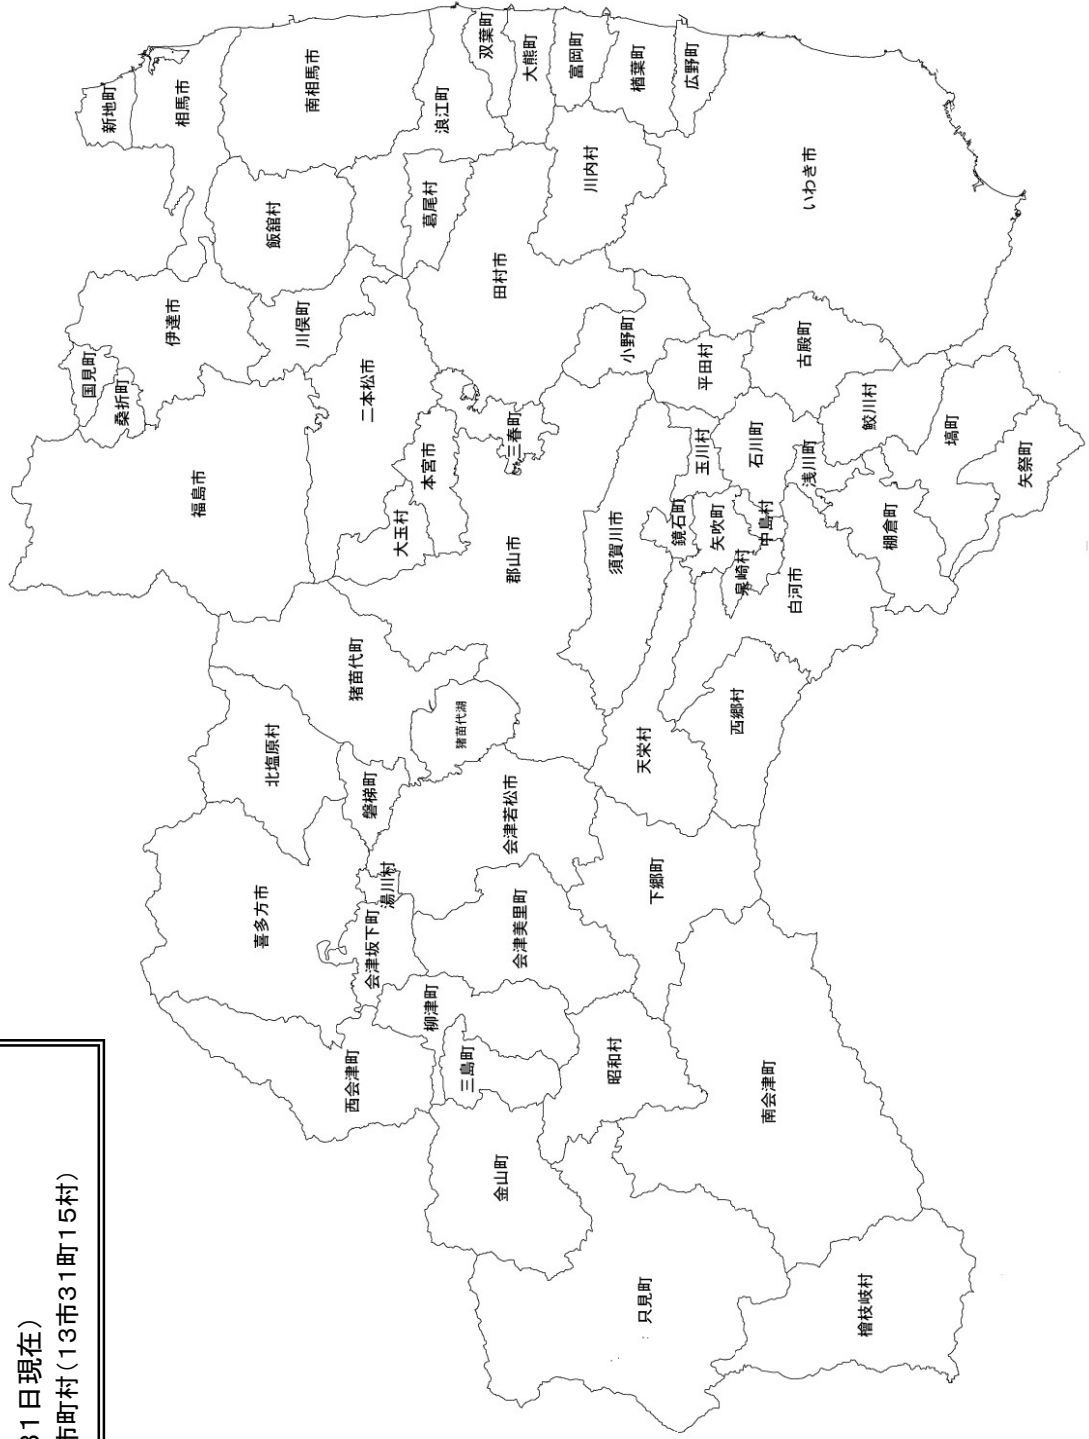 31日現在）
市町村（13市31町15村）
新地町
相馬市
南相馬市
浪江町
双葉町
大熊町
富岡町
楢葉町
広野町
飯舘村
葛尾村
川内村
いわき市
国見町
桑折町
伊達市
川俣町
二本松市
田村市
小野町
平田村
古殿町
福島市
大玉村
本宮市
三春町
郡山市
須賀川市
鏡石町
玉川村
矢吹町
石川町
中島村
泉崎村
浅川町
鮫川村
塙町
矢祭町
棚倉町
白河市
西郷村
天栄村
猪苗代町
猪苗代湖
北塩原村
磐梯町
会津若松市
下郷町
喜多方市
湯川村
会津坂下町
会津美里町
柳津町
三島町
西会津町
昭和村
南会津町
金山町
只見町
檜枝岐村